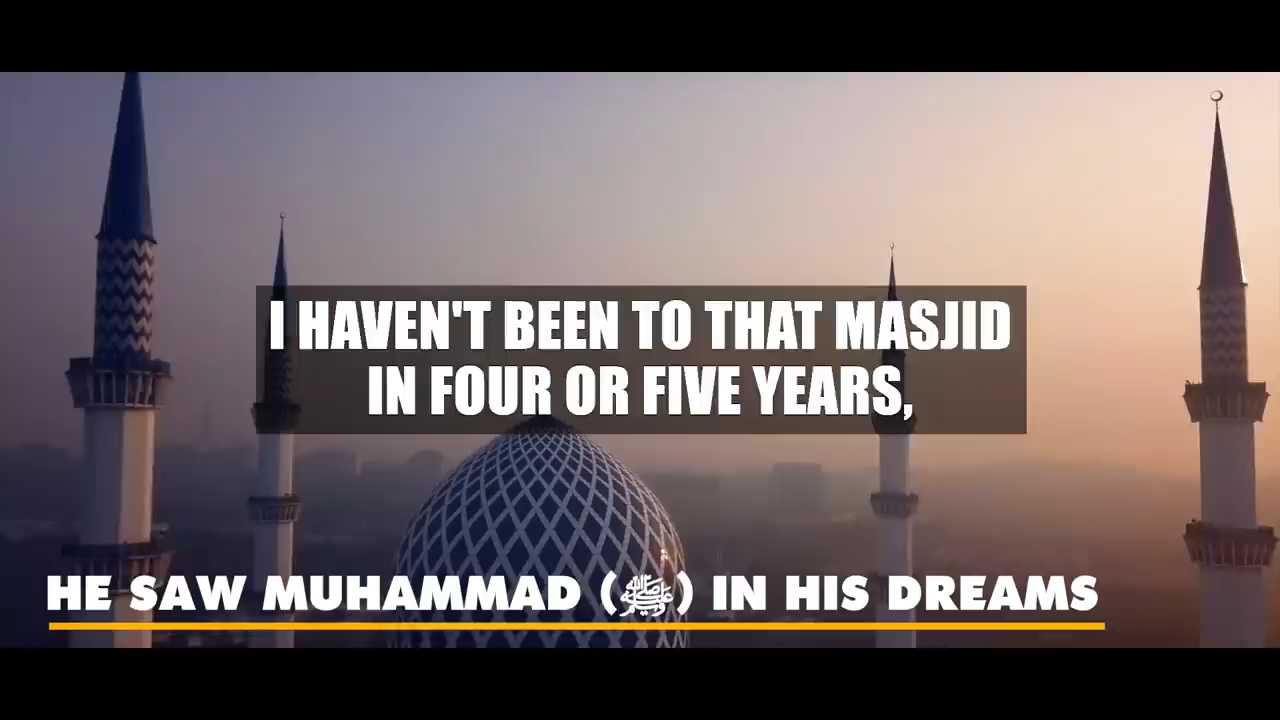 I HAVEN'T BEEN TO THAT MASJID
IN FOUR OR FIVE YEARS,
HE SAW MUHAMMAD (ﷺ) IN HIS DREAMS